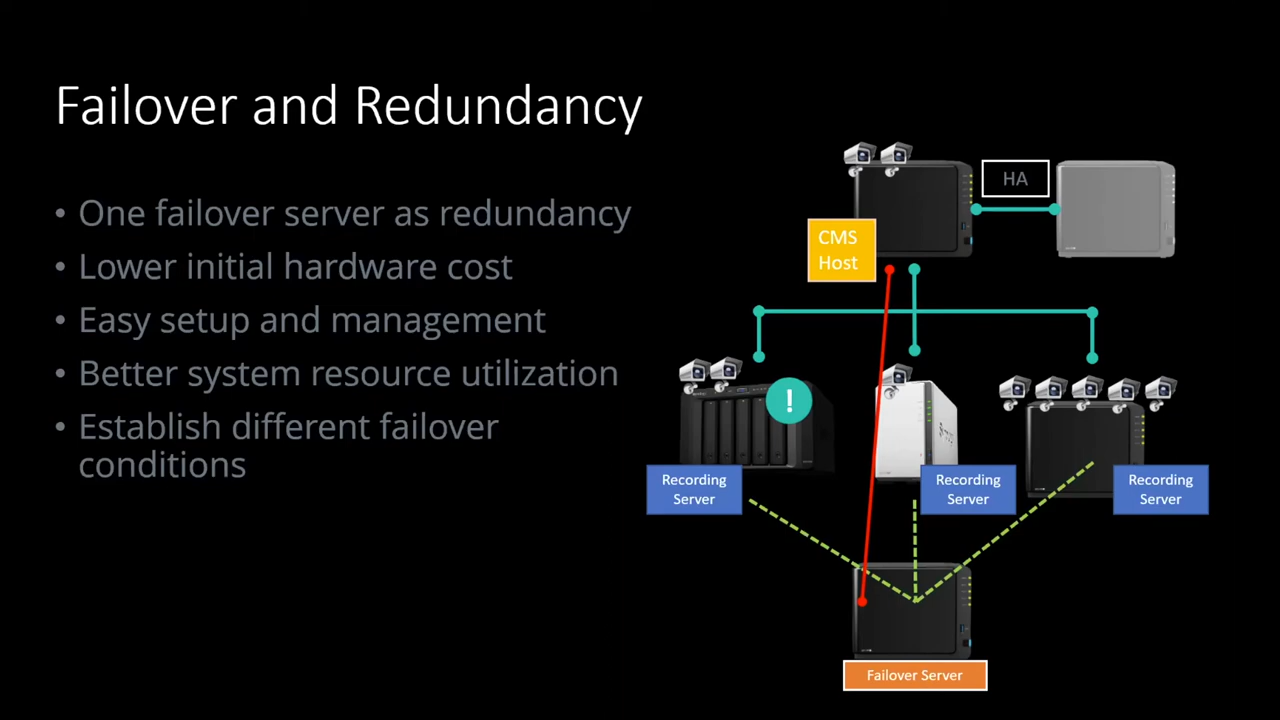 Failover and Redundancy
• One failover server as redundancy
• Lower initial hardware cost
• Easy setup and management
• Better system resource utilization
• Establish different failover
conditions
HA
CMS
Host
!
Recording
Server
Recording
Server
Recording
Server
Failover Server